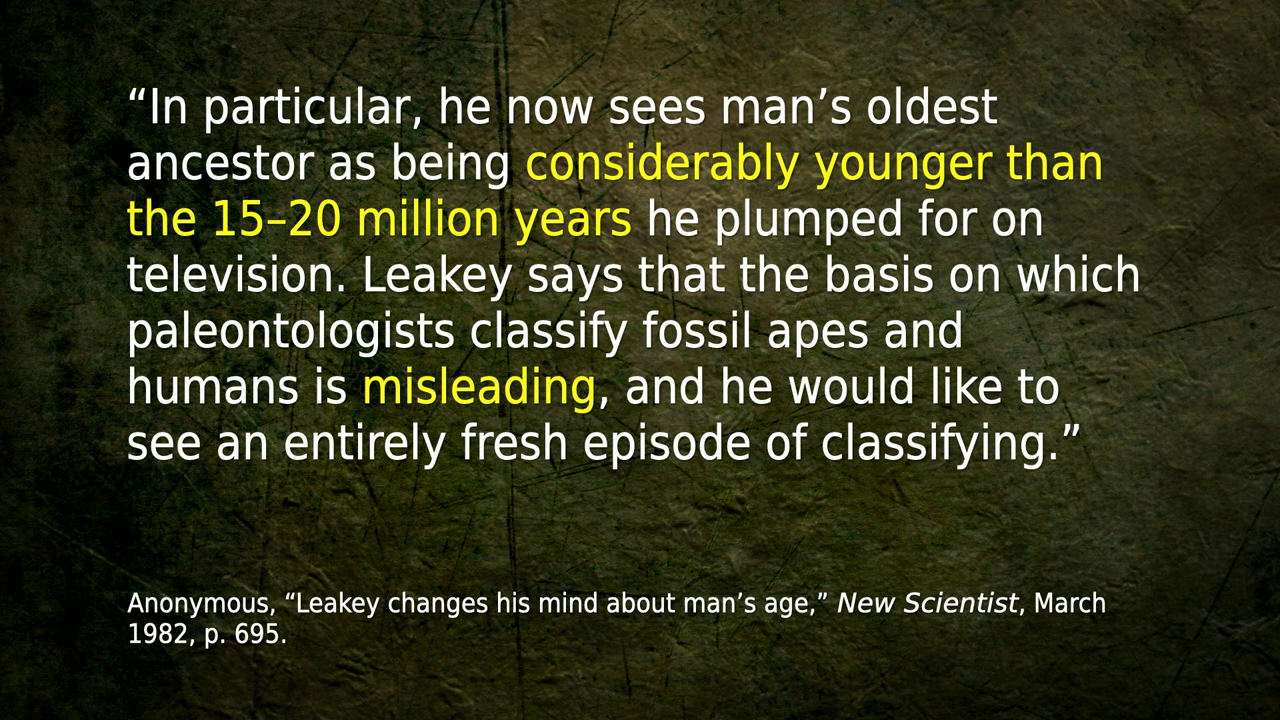 “In particular, he now sees man’s oldest
ancestor as being considerably younger than
the 15–20 million years he plumped for on
television. Leakey says that the basis on which
paleontologists classify fossil apes and
humans is misleading, and he would like to
see an entirely fresh episode of classifying.”
Anonymous, “Leakey changes his mind about man’s age,” New Scientist, March
1982, p. 695.